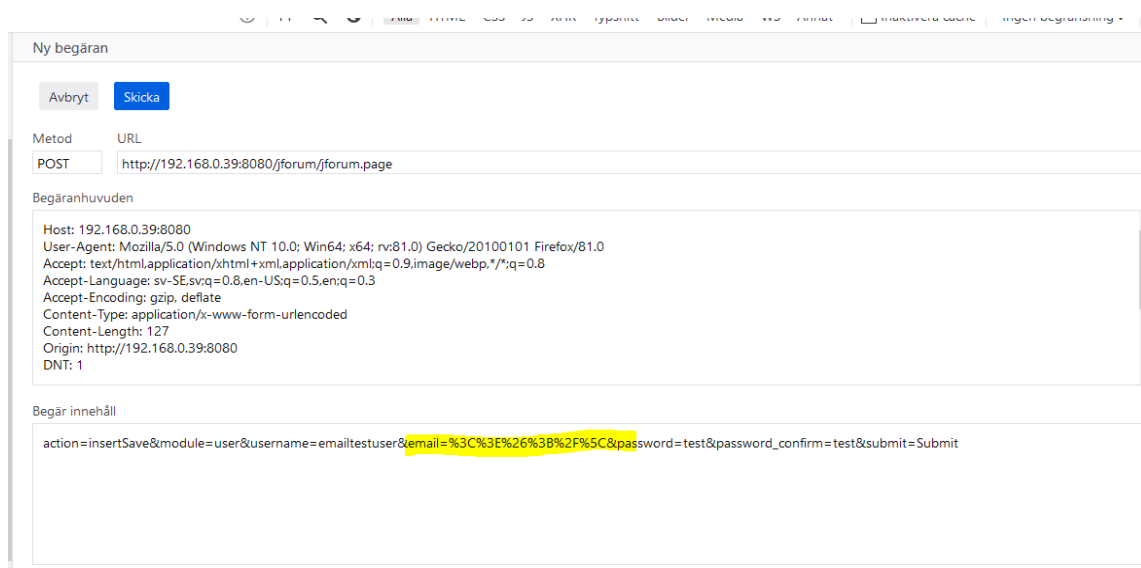 Ny begäran
Avbryt Skicka
Metod URL
POST http://192.168.0.39:8080/jforum/jforum.page
Begäranhuvuden
Host: 192.168.0.39:8080
User-Agent: Mozilla/5.0 (Windows NT 10.0; Win64; x64; rv:81.0) Gecko/20100101 Firefox/81.0
Accept: text/html,application/xhtml+xml,application/xml;q=0.9,image/webp,*/*;q=0.8
Accept-Language: sv-SE,sv;q=0.8,en-US;q=0.5,en;q=0.3
Accept-Encoding: gzip, deflate
Content-Type: application/x-www-form-urlencoded
Content-Length: 127
Origin: http://192.168.0.39:8080
DNT: 1
Begär innehåll
action=insertSave&module=user&username=emailtestuser&email=%3C%3E%26%3B%2F%5C&password=test&password_confirm=test&submit=Submit